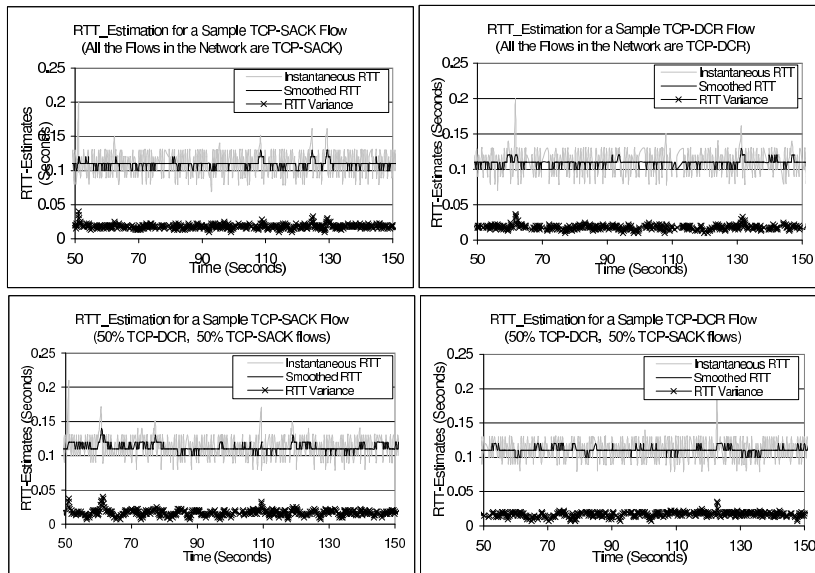 RTT_Estimation for a Sample TCP-SACK Flow
(All the Flows in the Network are TCP-SACK)
Instantaneous RTT
Smoothed RTT
RTT Variance
RTT-Estimates
(Seconds)
0.25
0.2
0.15
0.1
0.05
0
50 70 90 110 130 150
Time (Seconds)
RTT_Estimation for a Sample TCP-DCR Flow
(All the Flows in the Network are TCP-DCR)
Instantaneous RTT
Smoothed RTT
RTT Variance
RTT-Estimates (Seconds)
0.25
0.2
0.15
0.1
0.05
0
50 70 90 110 130 150
Time (Seconds)
RTT_Estimation for a Sample TCP-SACK Flow
(50% TCP-DCR, 50% TCP-SACK flows)
Instantaneous RTT
Smoothed RTT
RTT Variance
RTT-Estimates (Seconds)
0.25
0.2
0.15
0.1
0.05
0
50 70 90 110 130 150
Time (Seconds)
RTT_Estimation for a Sample TCP-DCR Flow
(50% TCP-DCR, 50% TCP-SACK flows)
Instantaneous RTT
Smoothed RTT
RTT Variance
RTT-Estimates (Seconds)
0.25
0.2
0.15
0.1
0.05
0
50 70 90 110 130 150
Time (Seconds)